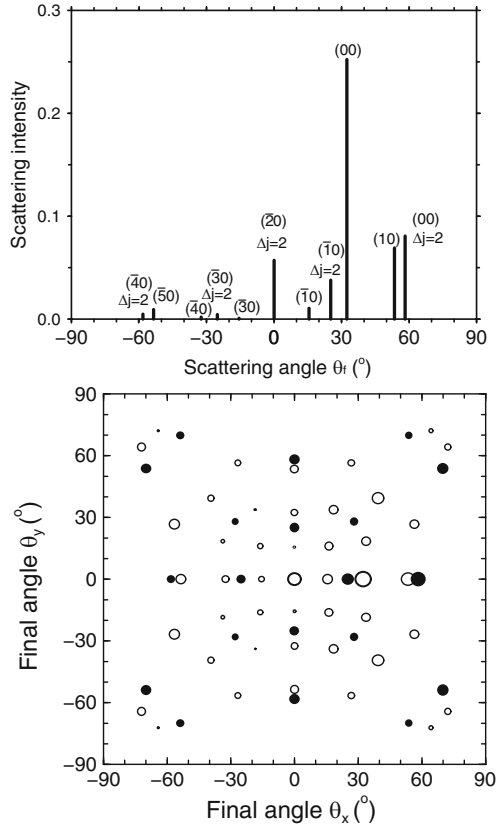 0.3
0.2
0.1
0.0
Scattering intensity
(00)
(00)
Δj=2
(10)
(2̅0)
Δj=2
(1̅0)
Δj=2
(1̅0)
(3̅0)
Δj=2
(4̅0)
Δj=2
(5̅0)
(4̅0)
(3̅0)
−90 −60 −30 0 30 60 90
Scattering angle θf (°)
90
60
30
0
−30
−60
−90
Final angle θy (°)
−90 −60 −30 0 30 60 90
Final angle θx (°)